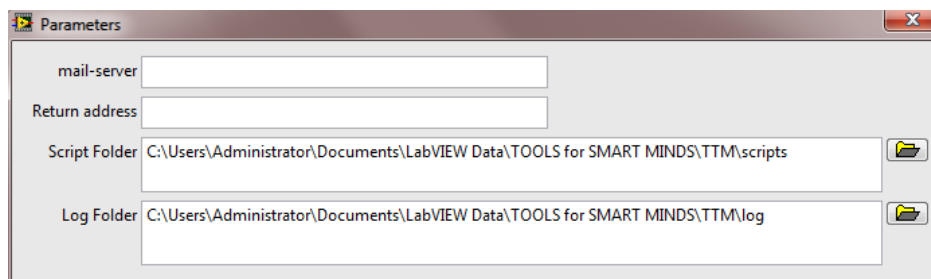 Parameters
mail-server
Return address
Script Folder C:\Users\Administrator\Documents\LabVIEW Data\TOOLS for SMART MINDS\TTM\scripts
Log Folder C:\Users\Administrator\Documents\LabVIEW Data\TOOLS for SMART MINDS\TTM\log